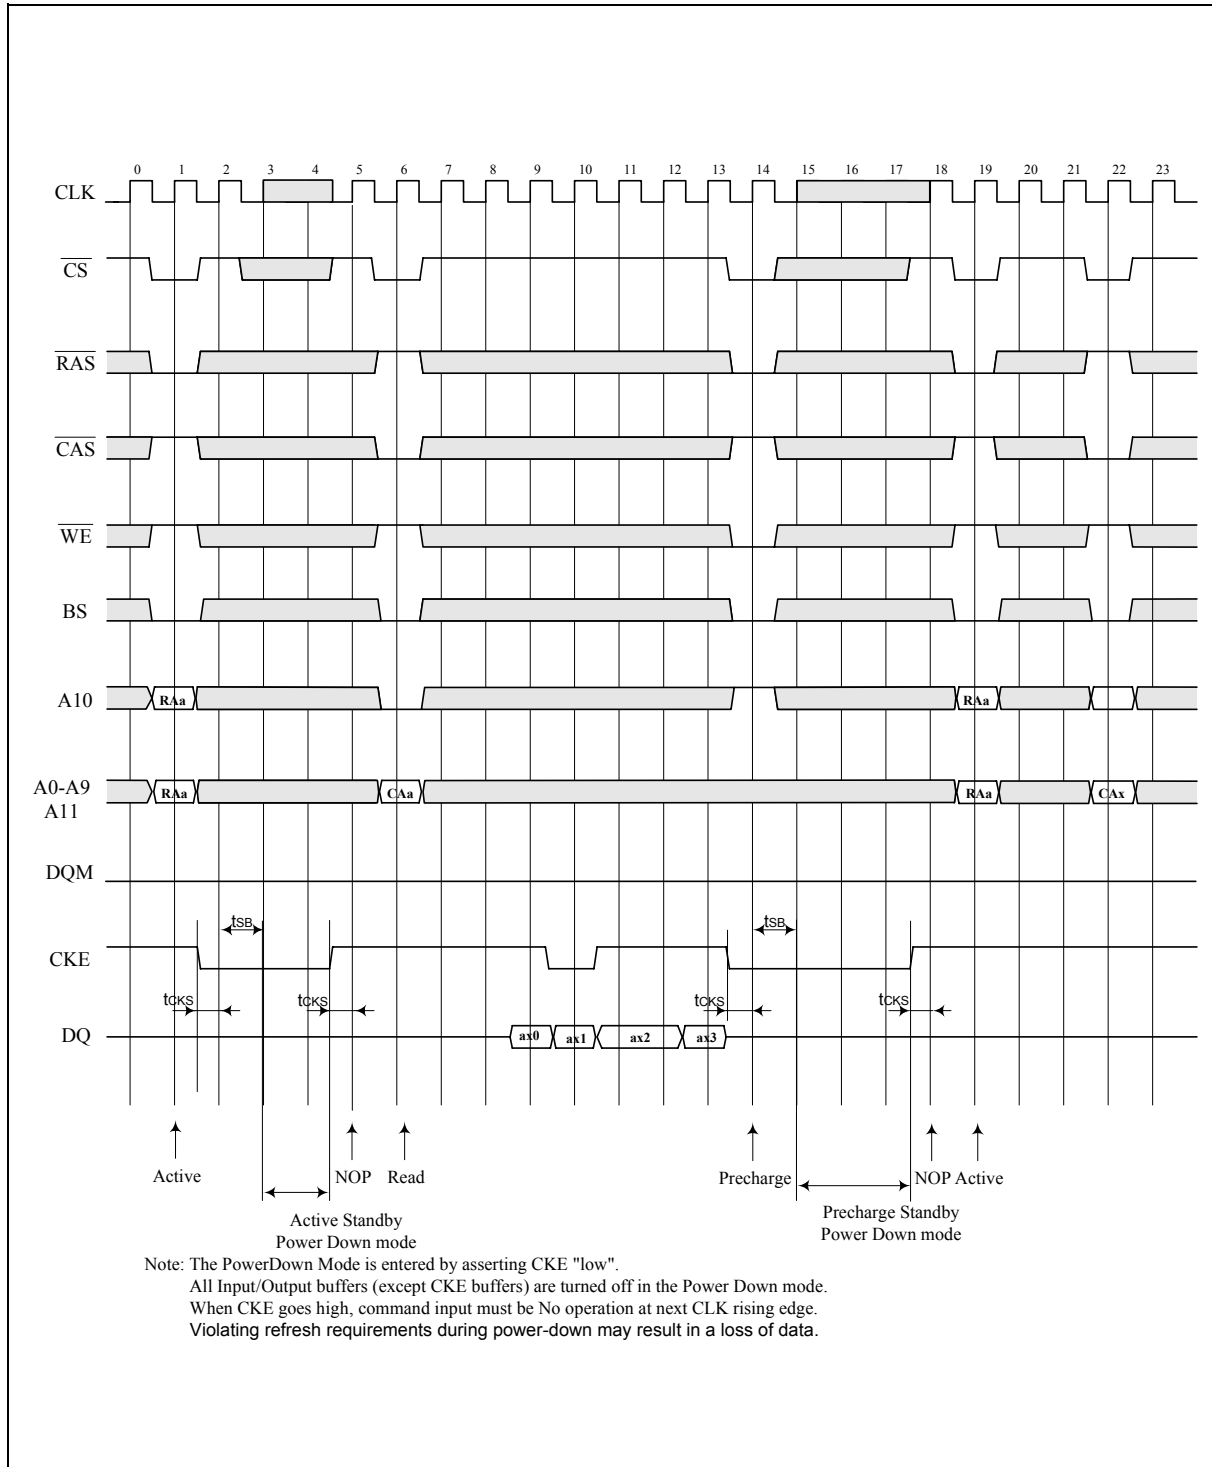 0 1 2 3 4 5 6 7 8 9 10 11 12 13 14 15 16 17 18 19 20 21 22 23
CLK
CS
RAS
CAS
WE
BS
A10 RAa RAa
A0-A9 RAa CAa RAa CAx
A11
DQM
tSB tSB
CKE
tCKS tCKS tCKS tCKS
DQ ax0 ax1 ax2 ax3
Active NOP Read Precharge NOP Active
Active Standby
Power Down mode
Precharge Standby
Power Down mode
Note: The PowerDown Mode is entered by asserting CKE "low".
All Input/Output buffers (except CKE buffers) are turned off in the Power Down mode.
When CKE goes high, command input must be No operation at next CLK rising edge.
Violating refresh requirements during power-down may result in a loss of data.